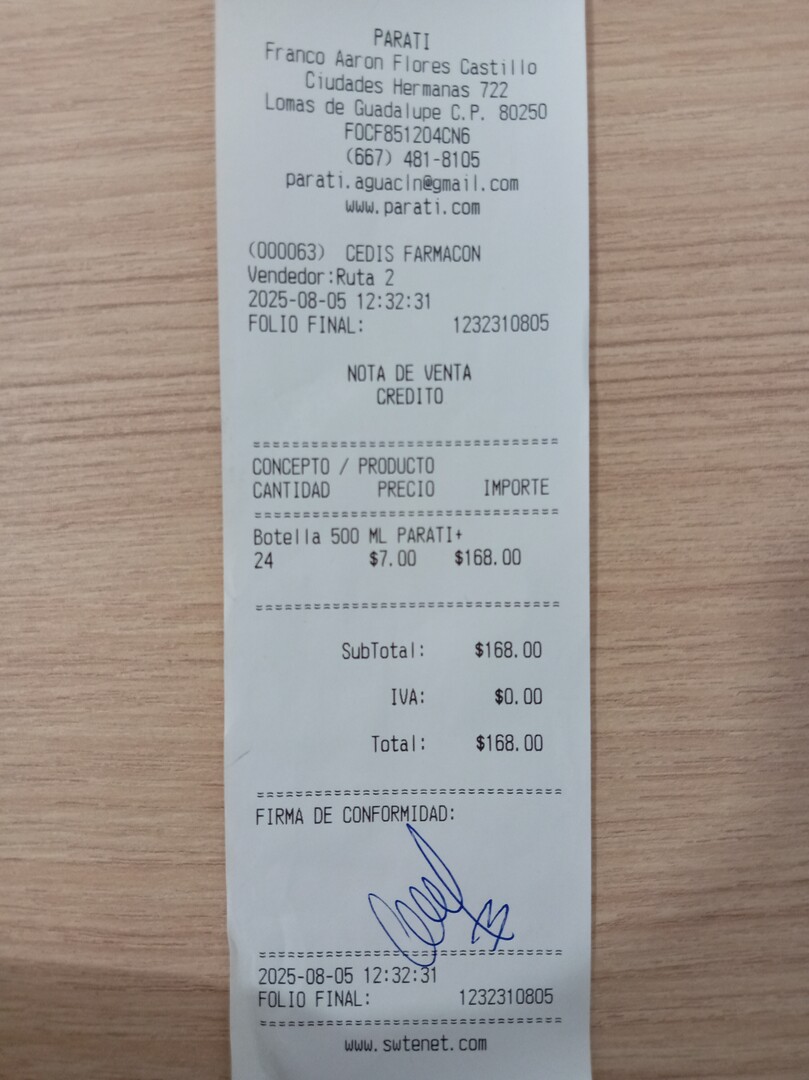 PARATI
Franco Aaron Flores Castillo
Ciudades Hermanas 722
Lomas de Guadalupe C.P. 80250
FOCF851204CN6
(667) 481-8105
parati.aguacln@gmail.com
www.parati.com
(000063) CEDIS FARMACON
Vendedor:Ruta 2
2025-08-05 12:32:31
FOLIO FINAL: 1232310805
NOTA DE VENTA
CREDITO
================================
CONCEPTO / PRODUCTO
CANTIDAD PRECIO IMPORTE
================================
Botella 500 ML PARATI+
24 $7.00 $168.00
================================
SubTotal: $168.00
IVA: $0.00
Total: $168.00
================================
FIRMA DE CONFORMIDAD:
================================
2025-08-05 12:32:31
FOLIO FINAL: 1232310805
================================
www.swtenet.com